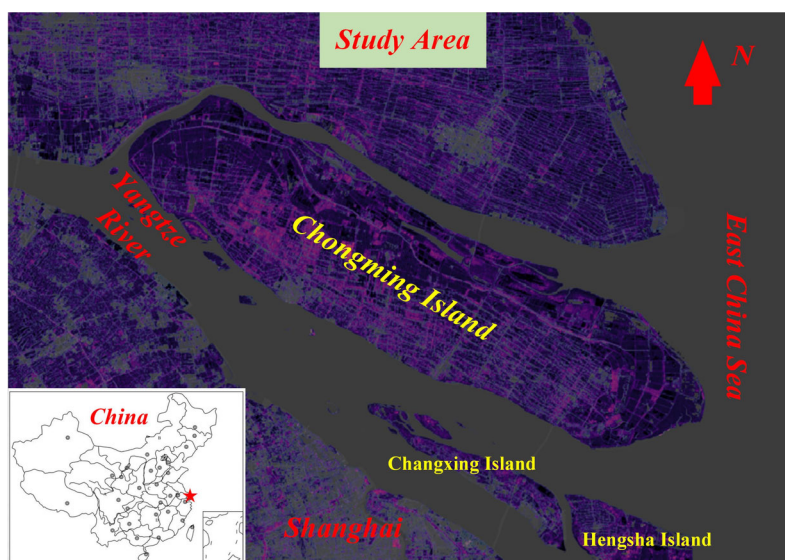 Study Area
N
Yangtze
River
Chongming Island
East China Sea
China
Changxing Island
Shanghai
Hengsha Island